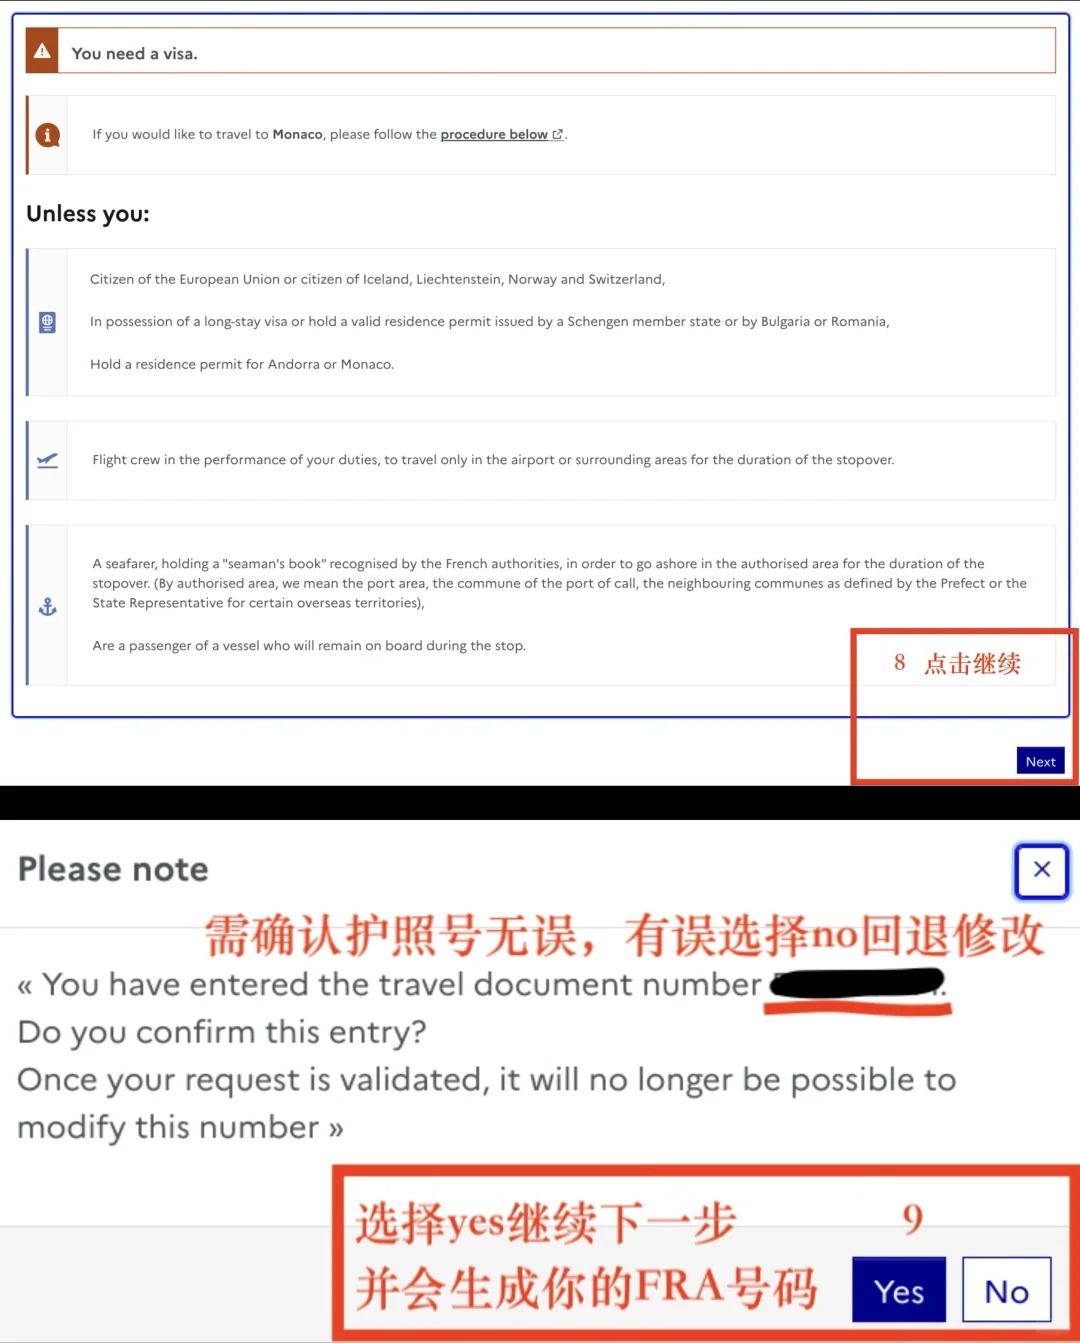 You need a visa.
If you would like to travel to Monaco, please follow the procedure below.
Unless you:
Citizen of the European Union or citizen of Iceland, Liechtenstein, Norway and Switzerland,
In possession of a long-stay visa or hold a valid residence permit issued by a Schengen member state or by Bulgaria or Romania,
Hold a residence permit for Andorra or Monaco.
Flight crew in the performance of your duties, to travel only in the airport or surrounding areas for the duration of the stopover.
A seafarer, holding a "seaman's book" recognised by the French authorities, in order to go ashore in the authorised area for the duration of the
stopover. (By authorised area, we mean the port area, the commune of the port of call, the neighbouring communes as defined by the Prefect or the
State Representative for certain overseas territories),
Are a passenger of a vessel who will remain on board during the stop.
8 点击继续
Next
Please note
需确认护照号无误，有误选择no回退修改
« You have entered the travel document number .
Do you confirm this entry?
Once your request is validated, it will no longer be possible to
modify this number »
选择yes继续下一步 9
并会生成你的FRA号码
Yes No